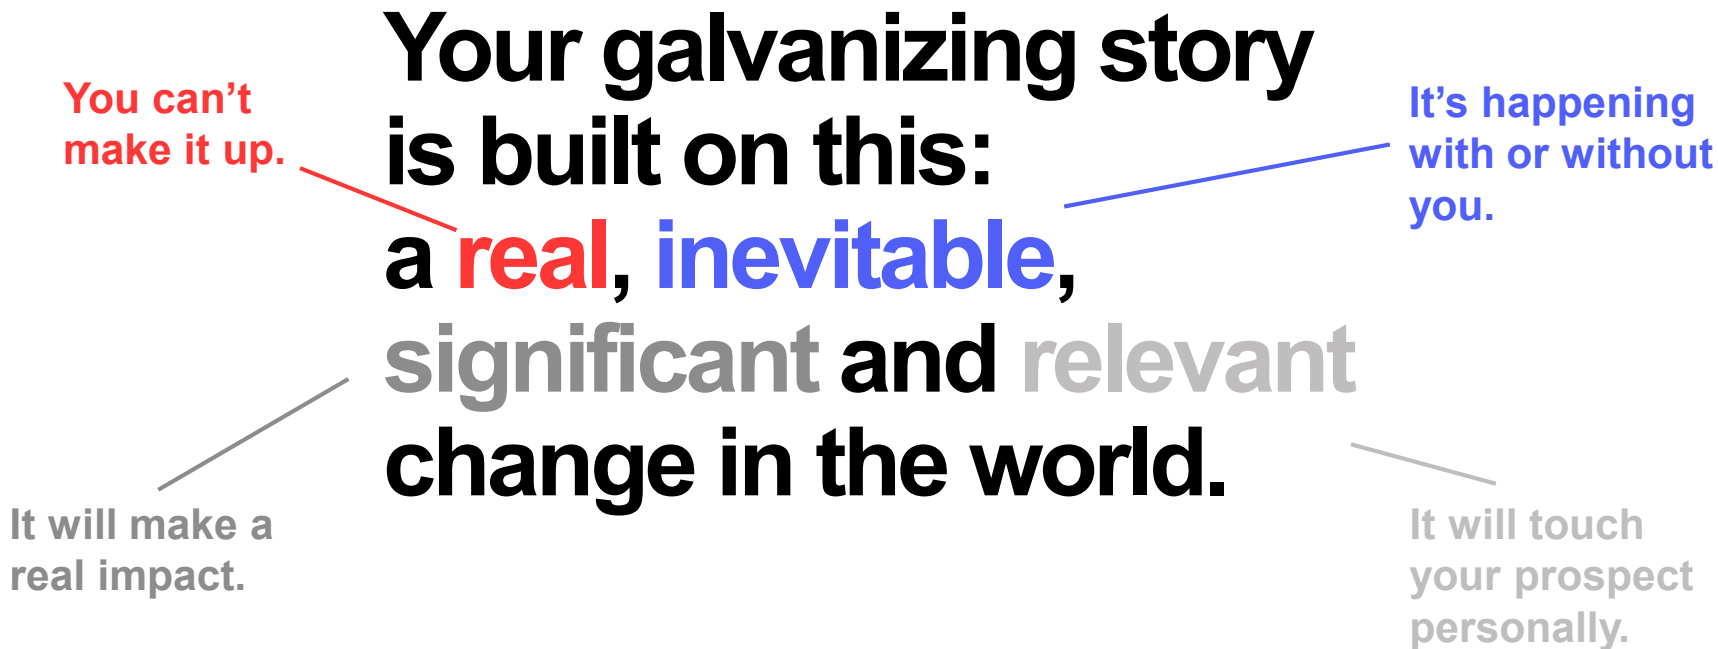 Your galvanizing story
is built on this:
a real, inevitable,
significant and relevant
change in the world.
You can’t
make it up.
It’s happening
with or without
you.
It will make a
real impact.
It will touch
your prospect
personally.